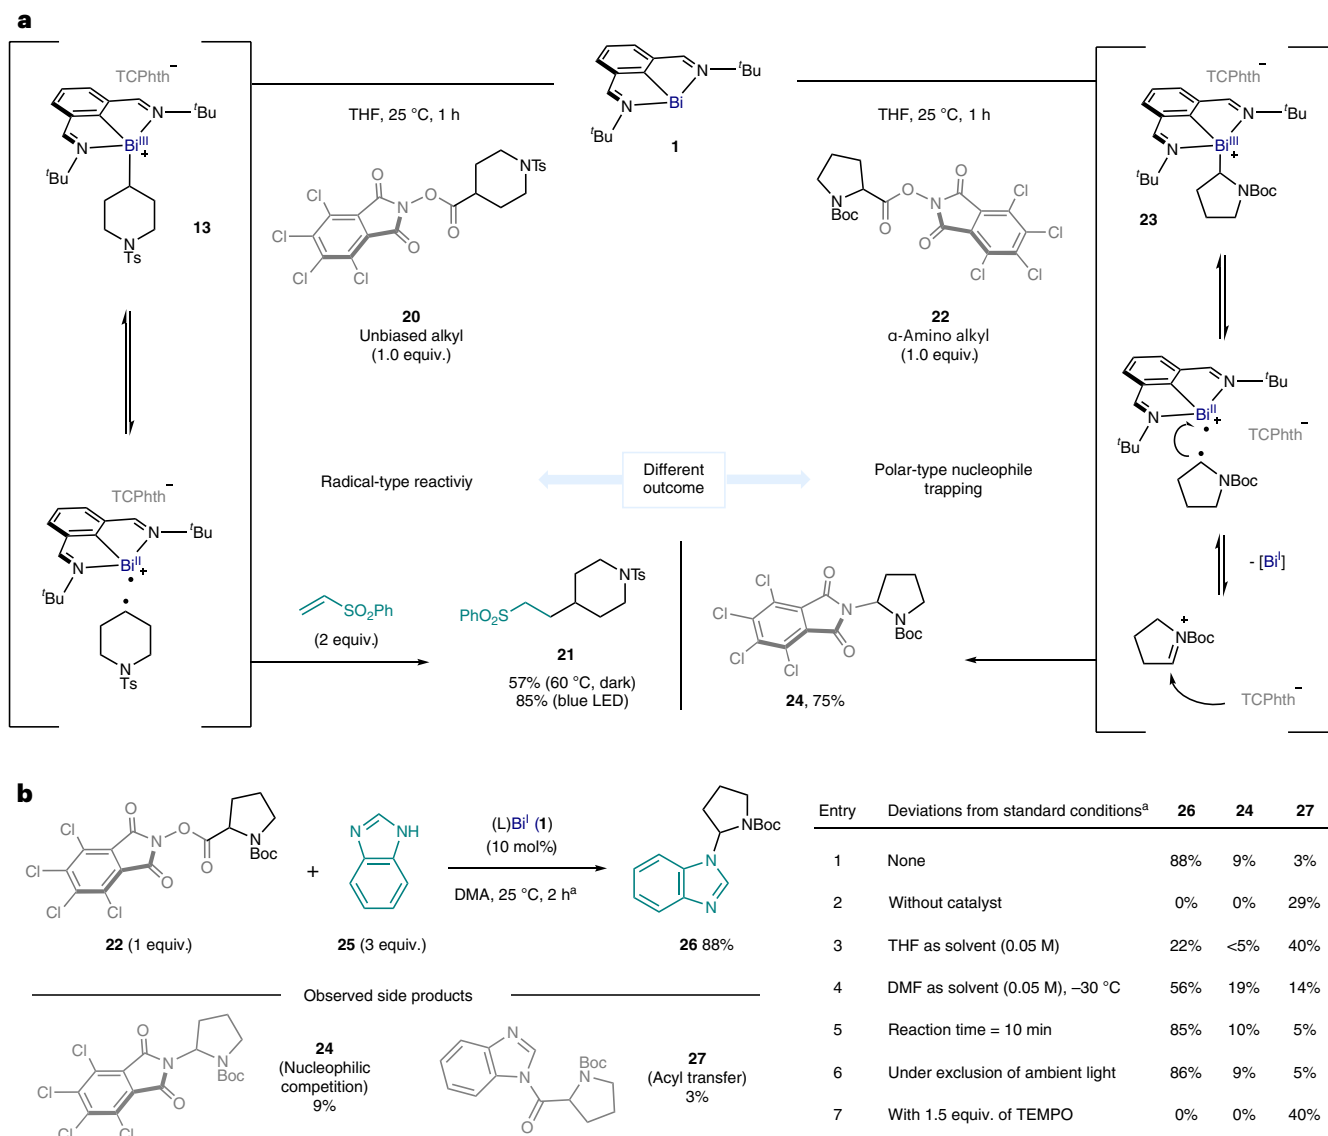 a
TCPhth−
N
tBu
BiIII
+
N
tBu
N
Ts
13
THF, 25 °C, 1 h
N
tBu
Bi
N
tBu
1
THF, 25 °C, 1 h
TCPhth−
N
tBu
BiIII
+
N
tBu
NBoc
23
Cl
Cl
Cl
Cl
O
N
O
O
O
NTs
20
Unbiased alkyl
(1.0 equiv.)
N
Boc
O
O
O
N
O
Cl
Cl
Cl
Cl
22
α-Amino alkyl
(1.0 equiv.)
N
tBu
BiII
+
N
tBu
TCPhth−
NBoc
Radical-type reactiviy
Different
outcome
Polar-type nucleophile
trapping
TCPhth−
N
tBu
BiII
+
N
tBu
N
Ts
SO2Ph
(2 equiv.)
PhO2S
NTs
21
57% (60 °C, dark)
85% (blue LED)
Cl
Cl
Cl
Cl
O
N
O
N
Boc
24, 75%
- [BiI]
+
NBoc
TCPhth−
b
Cl
Cl
Cl
Cl
O
N
O
O
O
N
Boc
22 (1 equiv.)
+
N
NH
25 (3 equiv.)
(L)BiI (1)
(10 mol%)
DMA, 25 °C, 2 ha
NBoc
N
N
26 88%
Observed side products
Cl
Cl
Cl
Cl
O
N
O
N
Boc
24
(Nucleophilic
competition)
9%
N
N
O
Boc
N
27
(Acyl transfer)
3%
Entry Deviations from standard conditionsa 26 24 27
1 None 88% 9% 3%
2 Without catalyst 0% 0% 29%
3 THF as solvent (0.05 M) 22% <5% 40%
4 DMF as solvent (0.05 M), −30 °C 56% 19% 14%
5 Reaction time = 10 min 85% 10% 5%
6 Under exclusion of ambient light 86% 9% 5%
7 With 1.5 equiv. of TEMPO 0% 0% 40%